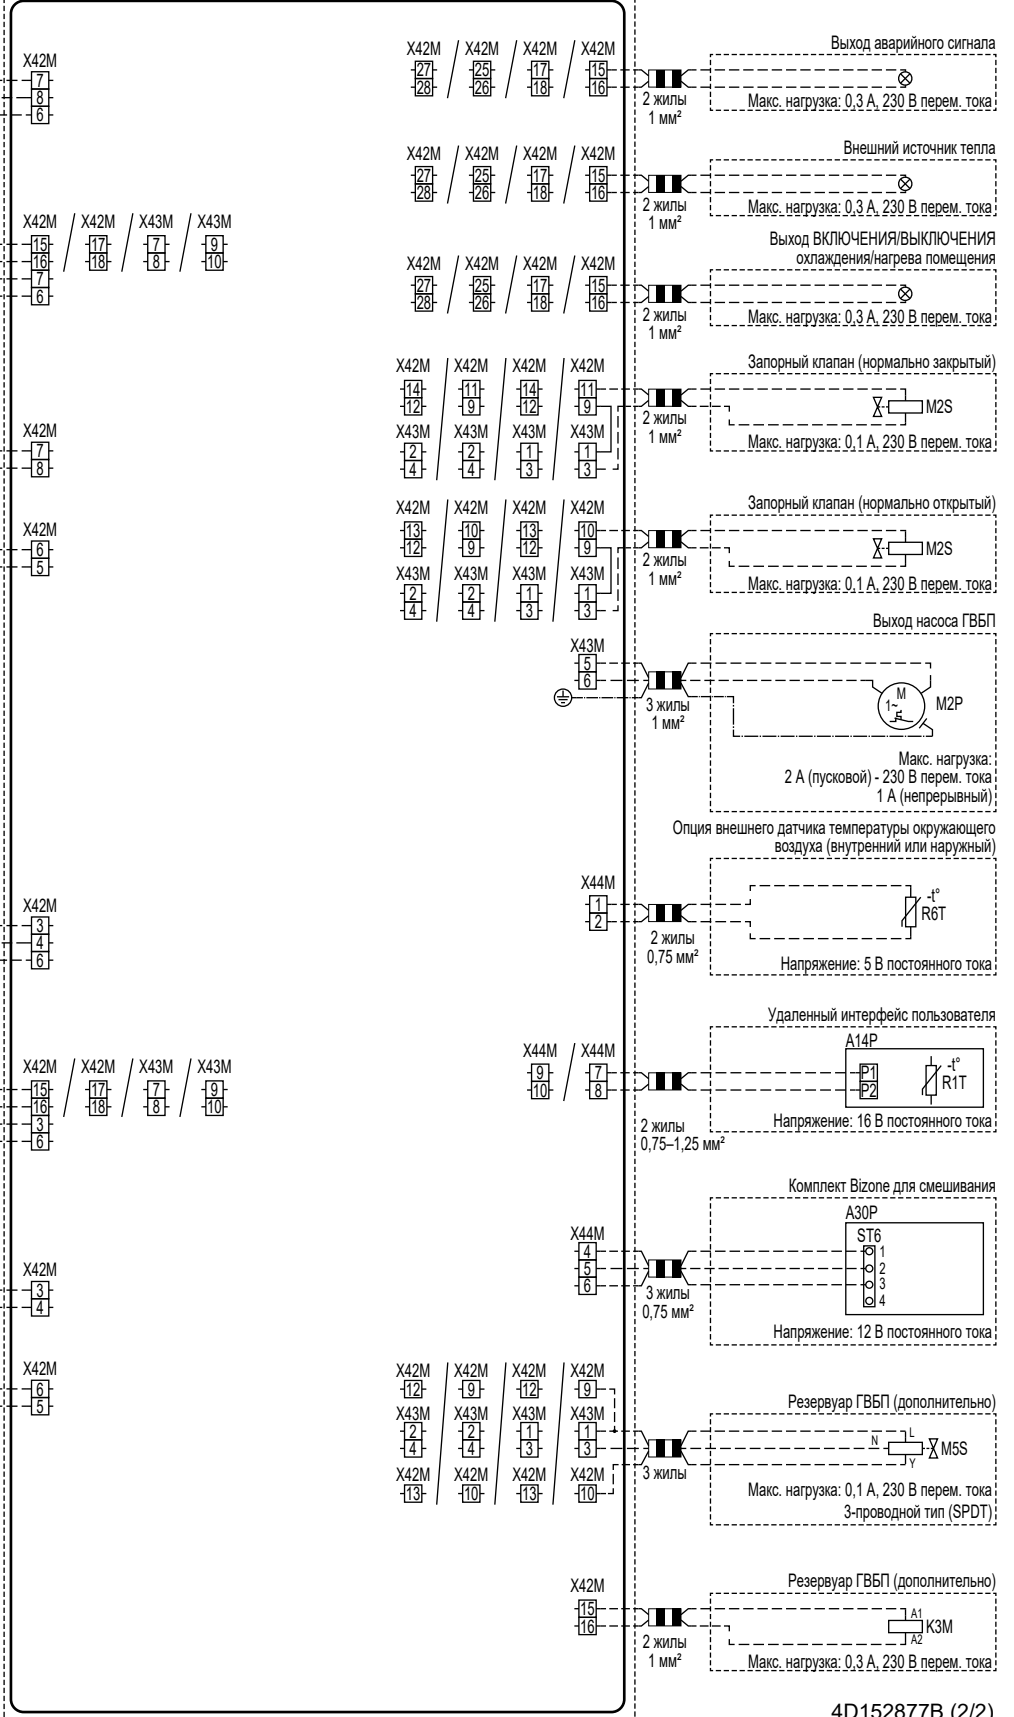 X42M
7
8
6
X42M / X42M / X42M / X42M
27 25 17 15
28 26 18 16
2 жилы
1 мм²
Выход аварийного сигнала
Макс. нагрузка: 0,3 А, 230 В перем. тока
X42M / X42M / X42M / X42M
27 25 17 15
28 26 18 16
2 жилы
1 мм²
Внешний источник тепла
Макс. нагрузка: 0,3 А, 230 В перем. тока
X42M / X42M / X43M / X43M
15 17 7 9
16 18 8 10
7
6
X42M / X42M / X42M / X42M
27 25 17 15
28 26 18 16
2 жилы
1 мм²
Выход ВКЛЮЧЕНИЯ/ВЫКЛЮЧЕНИЯ
охлаждения/нагрева помещения
Макс. нагрузка: 0,3 А, 230 В перем. тока
X42M / X42M / X42M / X42M
14 11 14 11
12 9 12 9
X43M X43M X43M X43M
2 2 1 1
4 4 3 3
2 жилы
1 мм²
Запорный клапан (нормально закрытый)
M2S
Макс. нагрузка: 0,1 А, 230 В перем. тока
X42M
7
8
X42M / X42M / X42M / X42M
13 10 13 10
12 9 12 9
X43M X43M X43M X43M
2 2 1 1
4 4 3 3
2 жилы
1 мм²
Запорный клапан (нормально открытый)
M2S
Макс. нагрузка: 0,1 А, 230 В перем. тока
X42M
6
5
X43M
5
6
3 жилы
1 мм²
Выход насоса ГВБП
M
1~
M2P
Макс. нагрузка:
2 А (пусковой) - 230 В перем. тока
1 А (непрерывный)
Опция внешнего датчика температуры окружающего
воздуха (внутренний или наружный)
X44M
1
2
2 жилы
0,75 мм²
-t°
R6T
Напряжение: 5 В постоянного тока
X42M
3
4
6
Удаленный интерфейс пользователя
X44M / X44M
9 7
10 8
2 жилы
0,75–1,25 мм²
A14P
P1
P2
-t°
R1T
Напряжение: 16 В постоянного тока
X42M / X42M / X43M / X43M
15 17 7 9
16 18 8 10
3
6
Комплект Bizone для смешивания
X44M
4
5
6
3 жилы
0,75 мм²
A30P
ST6
1
2
3
4
Напряжение: 12 В постоянного тока
X42M
3
4
X42M
6
5
X42M / X42M / X42M / X42M
12 9 12 9
X43M X43M X43M X43M
2 2 1 1
4 4 3 3
X42M X42M X42M X42M
13 10 13 10
3 жилы
Резервуар ГВБП (дополнительно)
N
L
Y
M5S
Макс. нагрузка: 0,1 А, 230 В перем. тока
3-проводной тип (SPDT)
X42M
15
16
2 жилы
1 мм²
Резервуар ГВБП (дополнительно)
A1
K3M
A2
Макс. нагрузка: 0,3 А, 230 В перем. тока
4D152877B (2/2)